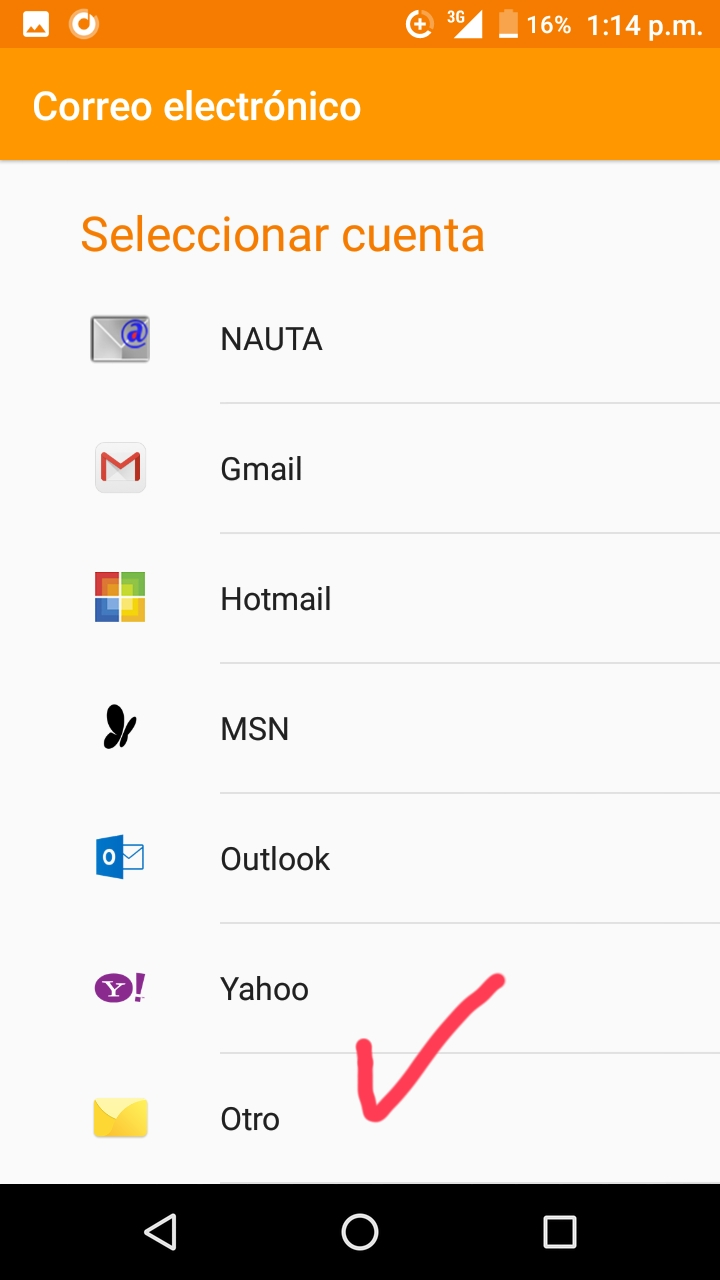 3G 16% 1:14 p.m.
Correo electrónico
Seleccionar cuenta
@ NAUTA
Gmail
Hotmail
MSN
O Outlook
Y! Yahoo
Otro